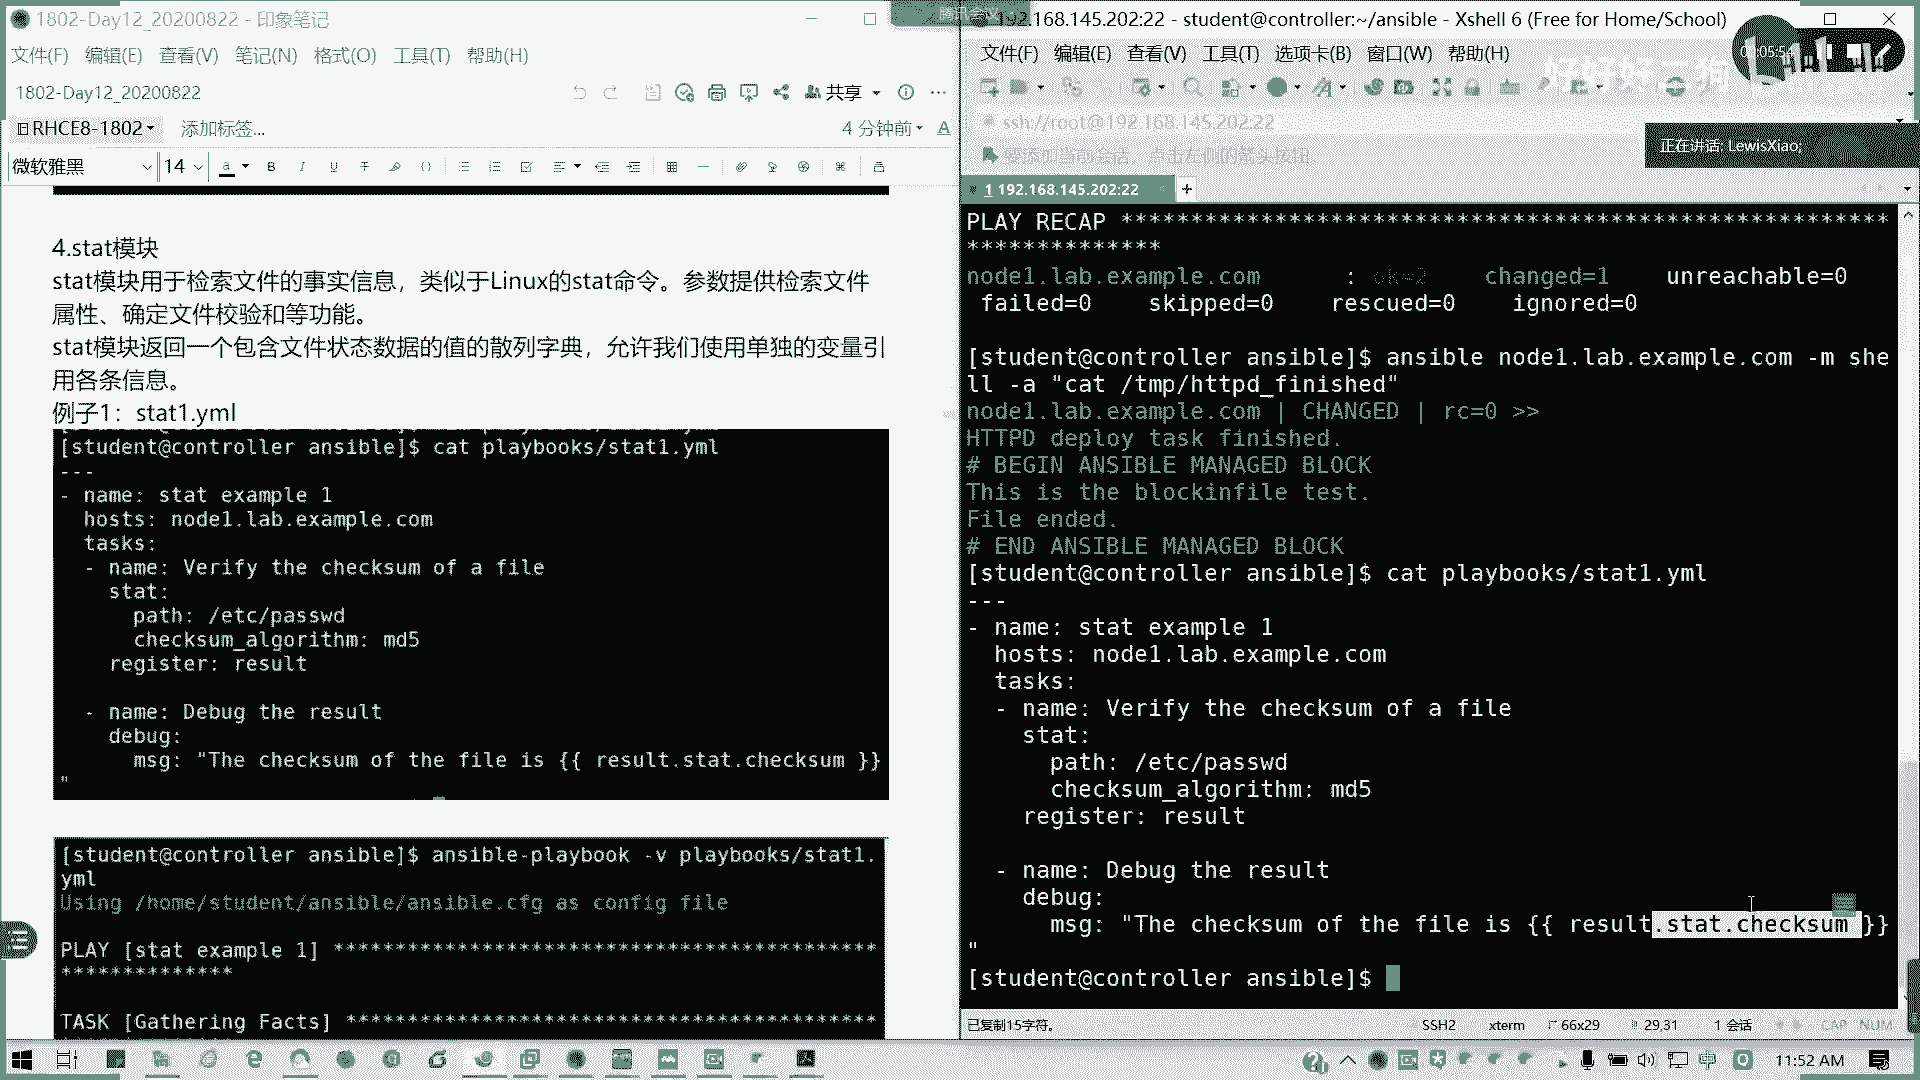 1802-Day12_20200822 - 印象笔记
文件(F) 编辑(E) 查看(V) 笔记(N) 格式(O) 工具(T) 帮助(H)
1802-Day12_20200822
共享
RHCE8-1802
添加标签...
4 分钟前
微软雅黑
14
4.stat模块
stat模块用于检索文件的事实信息，类似于Linux的stat命令。参数提供检索文件
属性、确定文件校验和等功能。
stat模块返回一个包含文件状态数据的值的散列字典，允许我们使用单独的变量引
用各条信息。
例子1：stat1.yml
[student@controller ansible]$ cat playbooks/stat1.yml
---
- name: stat example 1
  hosts: node1.lab.example.com
  tasks:
  - name: Verify the checksum of a file
    stat:
      path: /etc/passwd
      checksum_algorithm: md5
    register: result
  - name: Debug the result
    debug:
      msg: "The checksum of the file is {{ result.stat.checksum }}
"
[student@controller ansible]$ ansible-playbook -v playbooks/stat1.
yml
Using /home/student/ansible/ansible.cfg as config file
PLAY [stat example 1] ********************************************
**************
TASK [Gathering Facts] *******************************************
腾讯会议
192.168.145.202:22 - student@controller:~/ansible - Xshell 6 (Free for Home/School)
文件(F) 编辑(E) 查看(V) 工具(T) 选项卡(B) 窗口(W) 帮助(H)
05:54
好好好二狗
ssh://root@192.168.145.202:22
要添加当前会话，点击左侧的箭头按钮。
正在讲话: LewisXiao;
1 192.168.145.202:22
PLAY RECAP *******************************************************
**************
node1.lab.example.com      : ok=2    changed=1    unreachable=0
 failed=0    skipped=0    rescued=0    ignored=0
[student@controller ansible]$ ansible node1.lab.example.com -m she
ll -a "cat /tmp/httpd_finished"
node1.lab.example.com | CHANGED | rc=0 >>
HTTPD deploy task finished.
# BEGIN ANSIBLE MANAGED BLOCK
This is the blockinfile test.
File ended.
# END ANSIBLE MANAGED BLOCK
[student@controller ansible]$ cat playbooks/stat1.yml
---
- name: stat example 1
  hosts: node1.lab.example.com
  tasks:
  - name: Verify the checksum of a file
    stat:
      path: /etc/passwd
      checksum_algorithm: md5
    register: result
  - name: Debug the result
    debug:
      msg: "The checksum of the file is {{ result.stat.checksum }}
"
[student@controller ansible]$
已复制15字符。
SSH2
xterm
66x29
29,31
1 会话
CAP NUM
中
11:52 AM